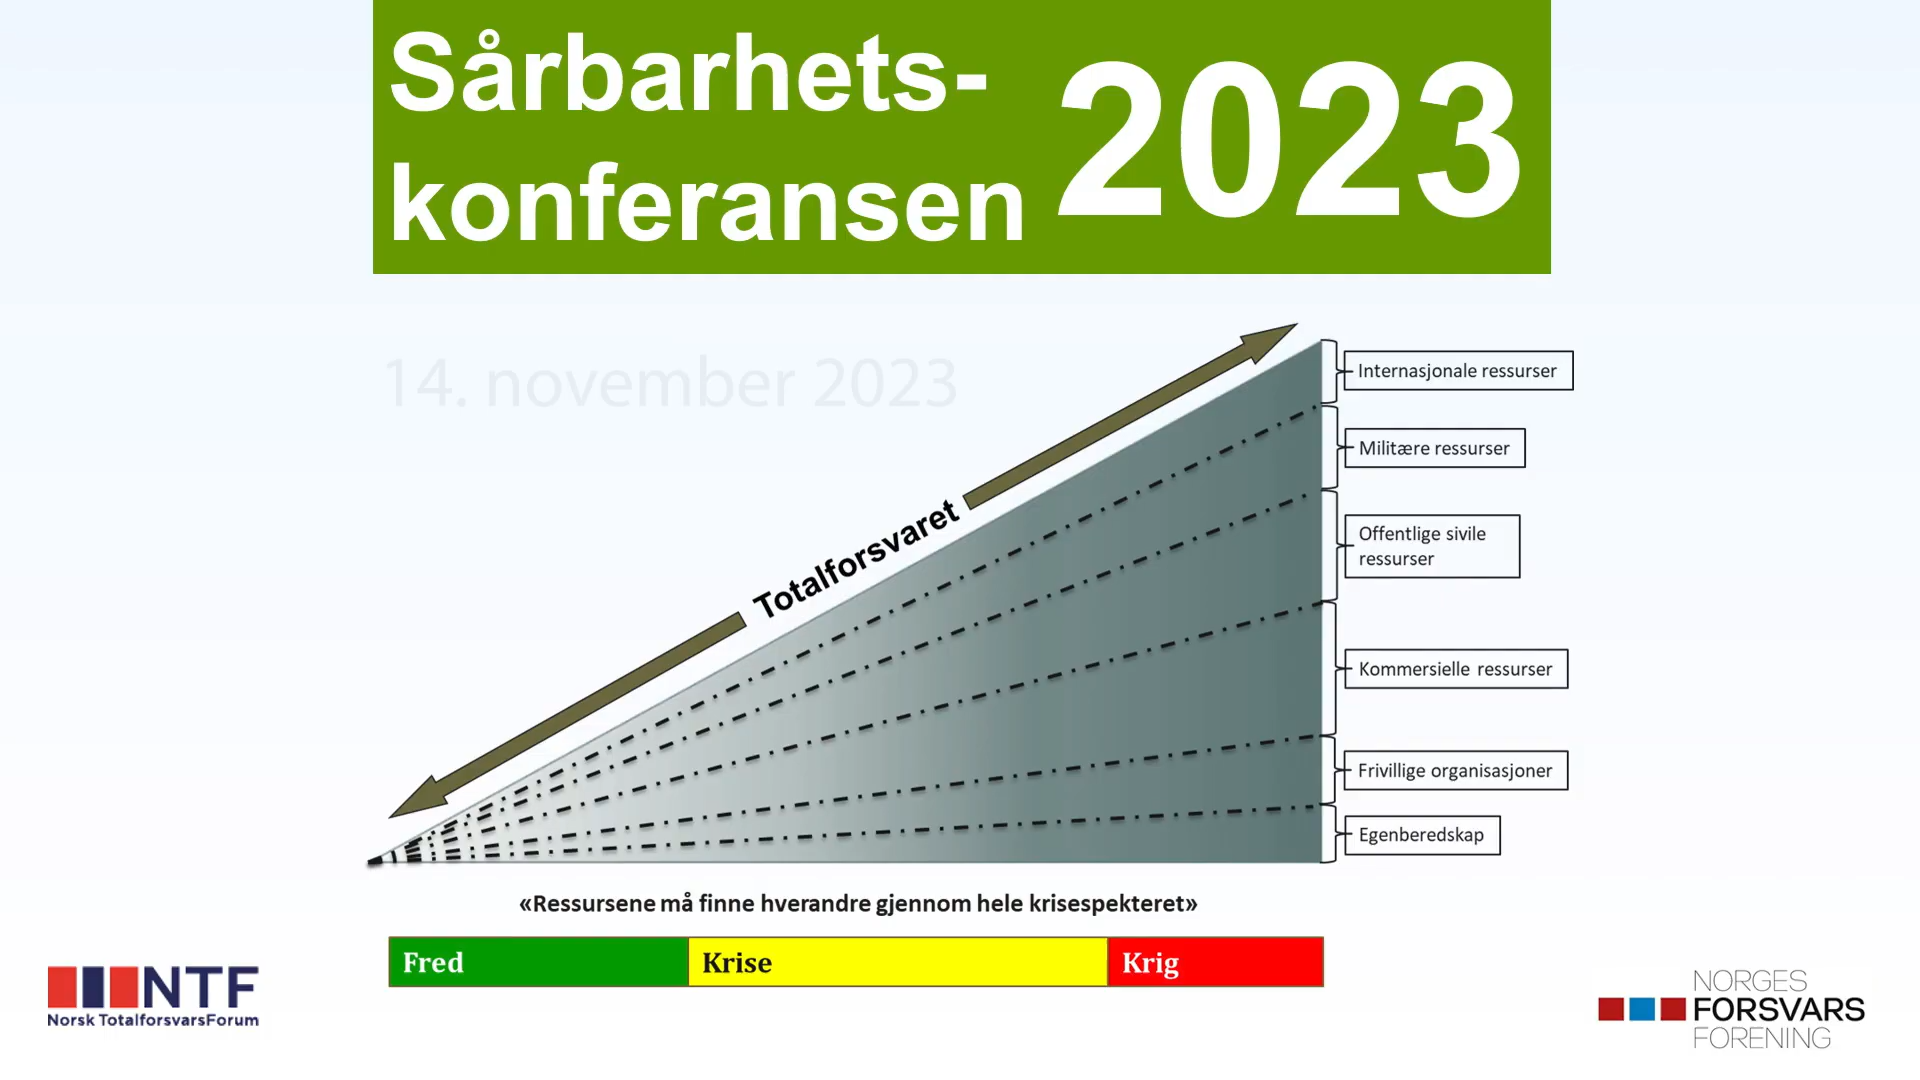 Sårbarhets-
konferansen
2023
14. november 2023
Totalforsvaret
Internasjonale ressurser
Militære ressurser
Offentlige sivile
ressurser
Kommersielle ressurser
Frivillige organisasjoner
Egenberedskap
«Ressursene må finne hverandre gjennom hele krisespekteret»
Fred
Krise
Krig
NTF
Norsk TotalforsvarsForum
NORGES
FORSVARS
FORENING